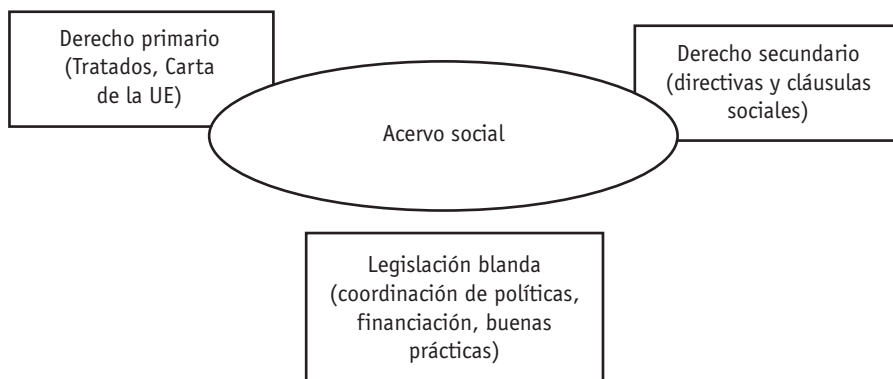 Derecho primario
(Tratados, Carta
de la UE)
Derecho secundario
(directivas y cláusulas
sociales)
Acervo social
Legislación blanda
(coordinación de políticas,
financiación, buenas
prácticas)